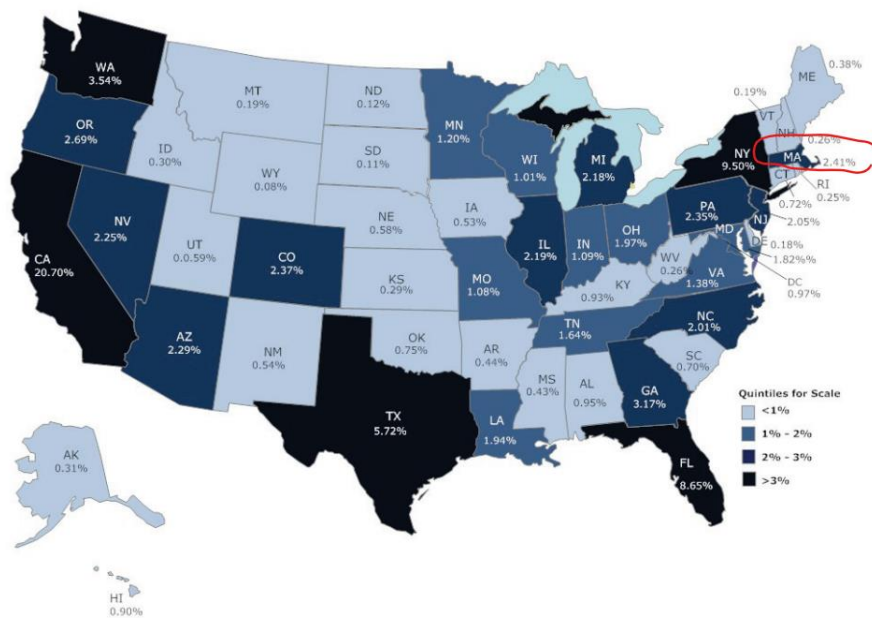 WA
3.54%
OR
2.69%
CA
20.70%
NV
2.25%
ID
0.30%
MT
0.19%
WY
0.08%
UT
0.0.59%
AZ
2.29%
CO
2.37%
NM
0.54%
ND
0.12%
SD
0.11%
NE
0.58%
KS
0.29%
OK
0.75%
TX
5.72%
MN
1.20%
IA
0.53%
MO
1.08%
AR
0.44%
LA
1.94%
WI
1.01%
IL
2.19%
MI
2.18%
IN
1.09%
OH
1.97%
KY
0.93%
TN
1.64%
MS
0.43%
AL
0.95%
GA
3.17%
FL
8.65%
SC
0.70%
NC
2.01%
VA
1.38%
WV
0.26%
PA
2.35%
NY
9.50%
ME
0.38%
VT
0.19%
NH
0.26%
MA
2.41%
RI
0.25%
CT
0.72%
NJ
2.05%
DE
0.18%
MD
1.82%%
DC
0.97%
AK
0.31%
HI
0.90%
Quintiles for Scale
<1%
1% - 2%
2% - 3%
>3%